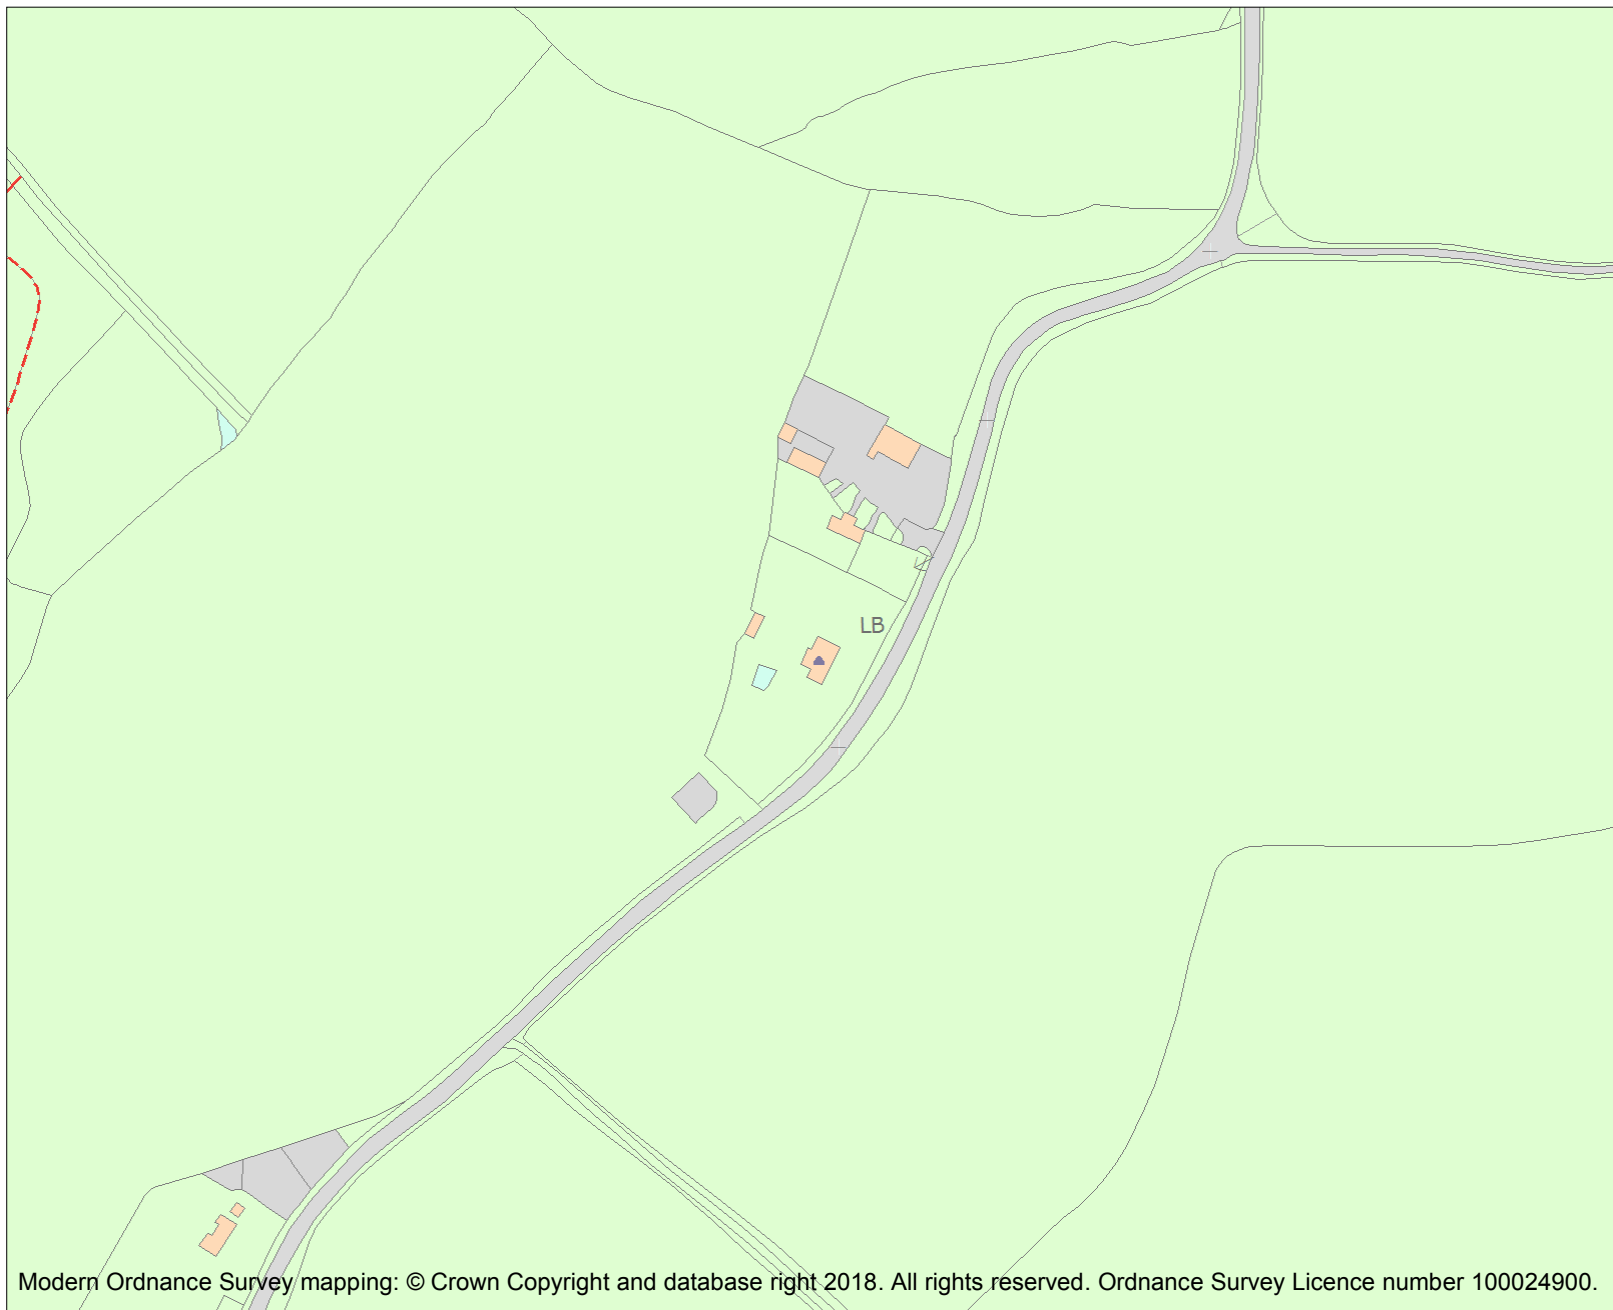 LB
Modern Ordnance Survey mapping: © Crown Copyright and database right 2018. All rights reserved. Ordnance Survey Licence number 100024900.